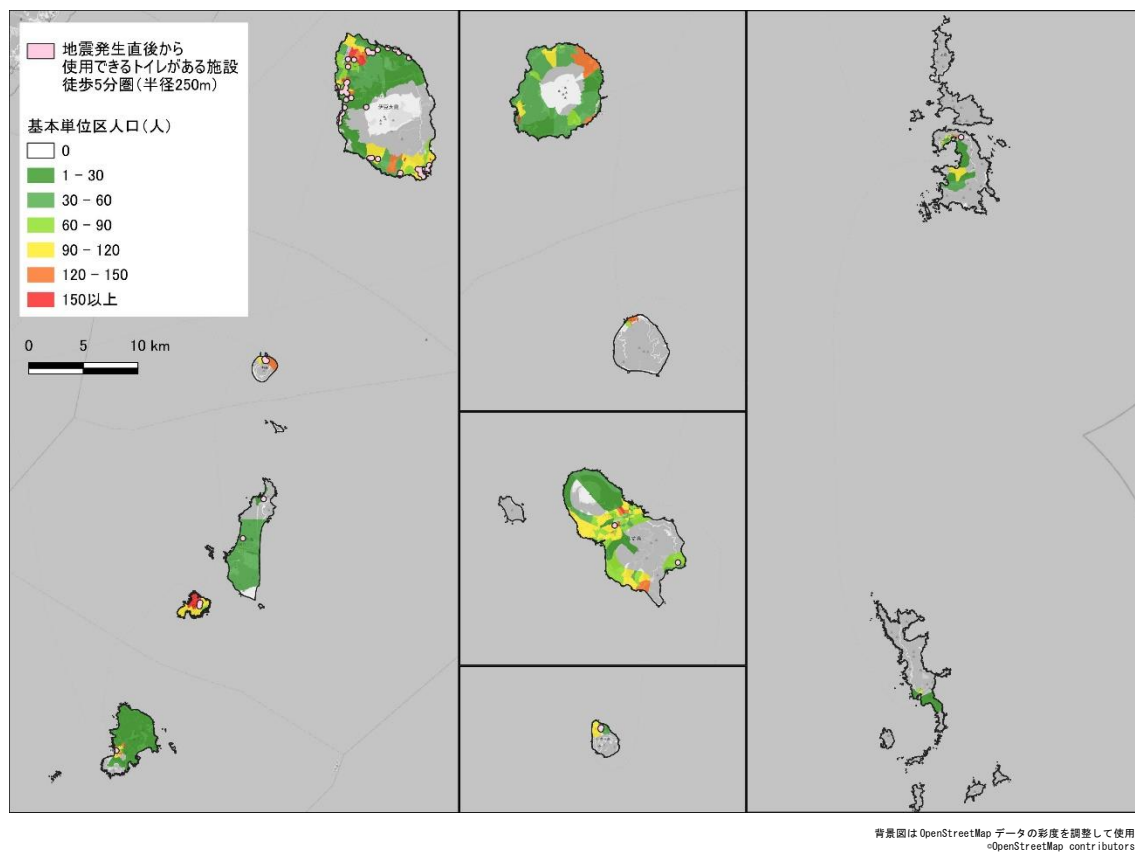 地震発生直後から
使用できるトイレがある施設
徒歩5分圏(半径250m)
基本単位区人口(人)
0
1 - 30
30 - 60
60 - 90
90 - 120
120 - 150
150以上
0 5 10 km
背景図は OpenStreetMap データの彩度を調整して使用
©OpenStreetMap contributors